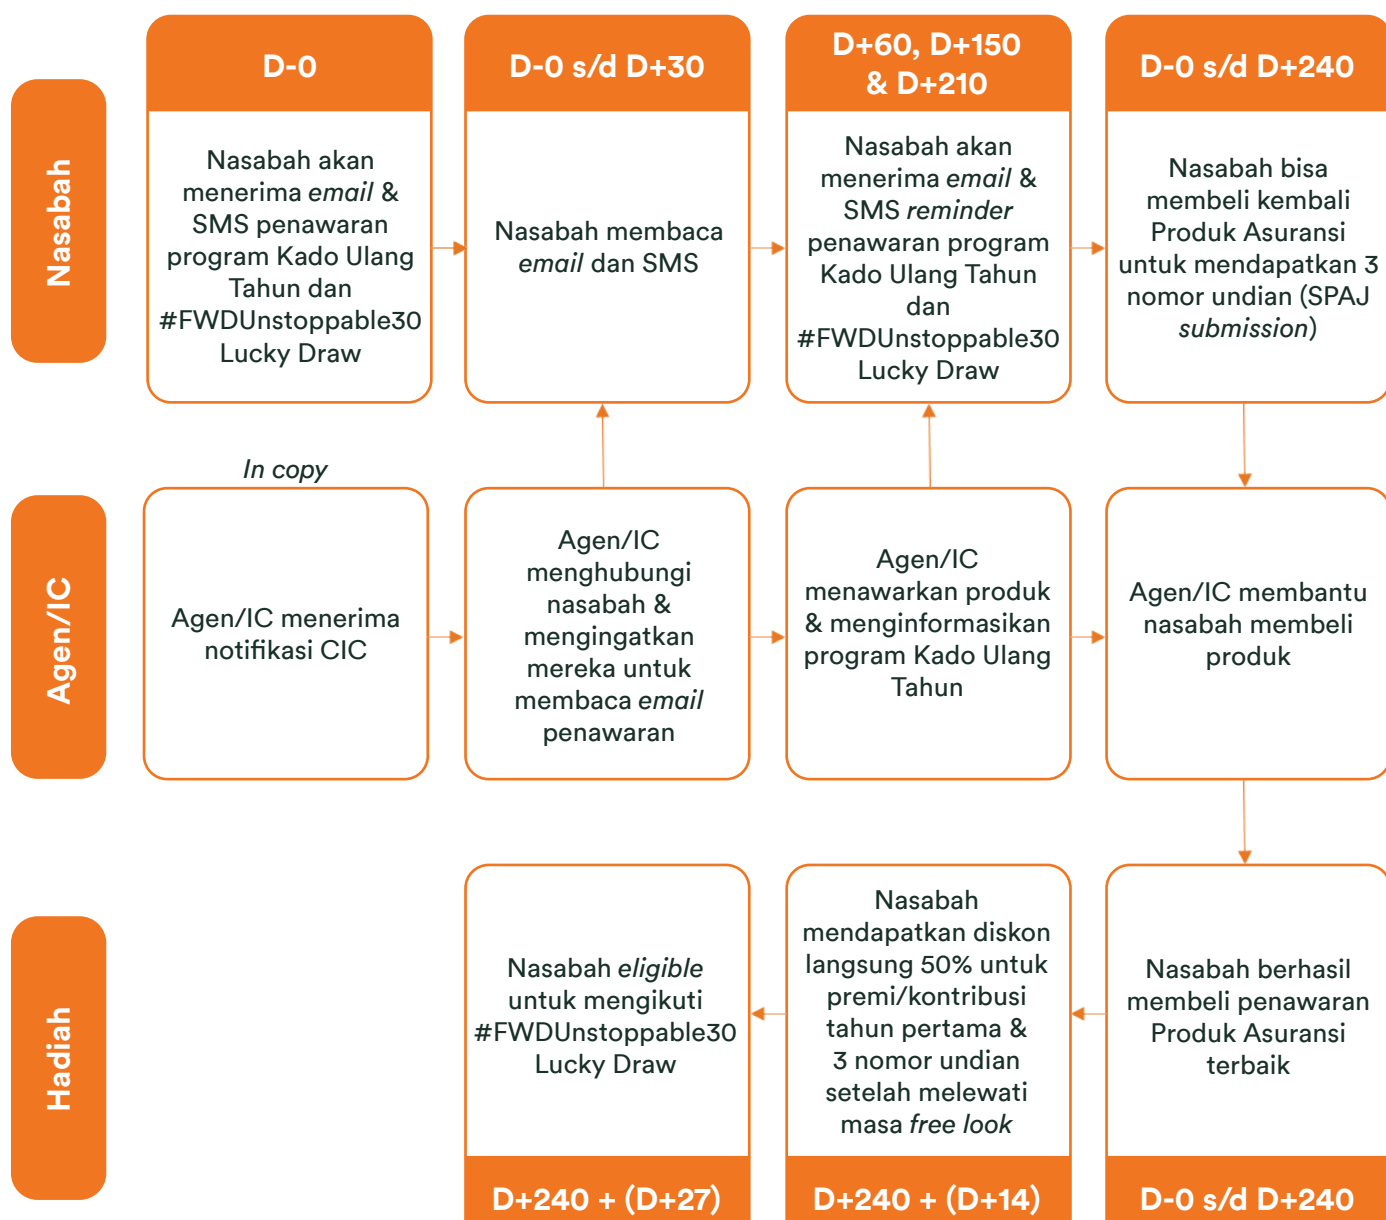 Nasabah
D-0
Nasabah akan
menerima email &
SMS penawaran
program Kado Ulang
Tahun dan
#FWDUnstoppable30
Lucky Draw
D-0 s/d D+30
Nasabah membaca
email dan SMS
D+60, D+150
& D+210
Nasabah akan
menerima email &
SMS reminder
penawaran program
Kado Ulang Tahun
dan
#FWDUnstoppable30
Lucky Draw
D-0 s/d D+240
Nasabah bisa
membeli kembali
Produk Asuransi
untuk mendapatkan 3
nomor undian (SPAJ
submission)
Agen/IC
In copy
Agen/IC menerima
notifikasi CIC
Agen/IC
menghubungi
nasabah &
mengingatkan
mereka untuk
membaca email
penawaran
Agen/IC
menawarkan produk
& menginformasikan
program Kado Ulang
Tahun
Agen/IC membantu
nasabah membeli
produk
Hadiah
Nasabah eligible
untuk mengikuti
#FWDUnstoppable30
Lucky Draw
D+240 + (D+27)
Nasabah
mendapatkan diskon
langsung 50% untuk
premi/kontribusi
tahun pertama &
3 nomor undian
setelah melewati
masa free look
D+240 + (D+14)
Nasabah berhasil
membeli penawaran
Produk Asuransi
terbaik
D-0 s/d D+240